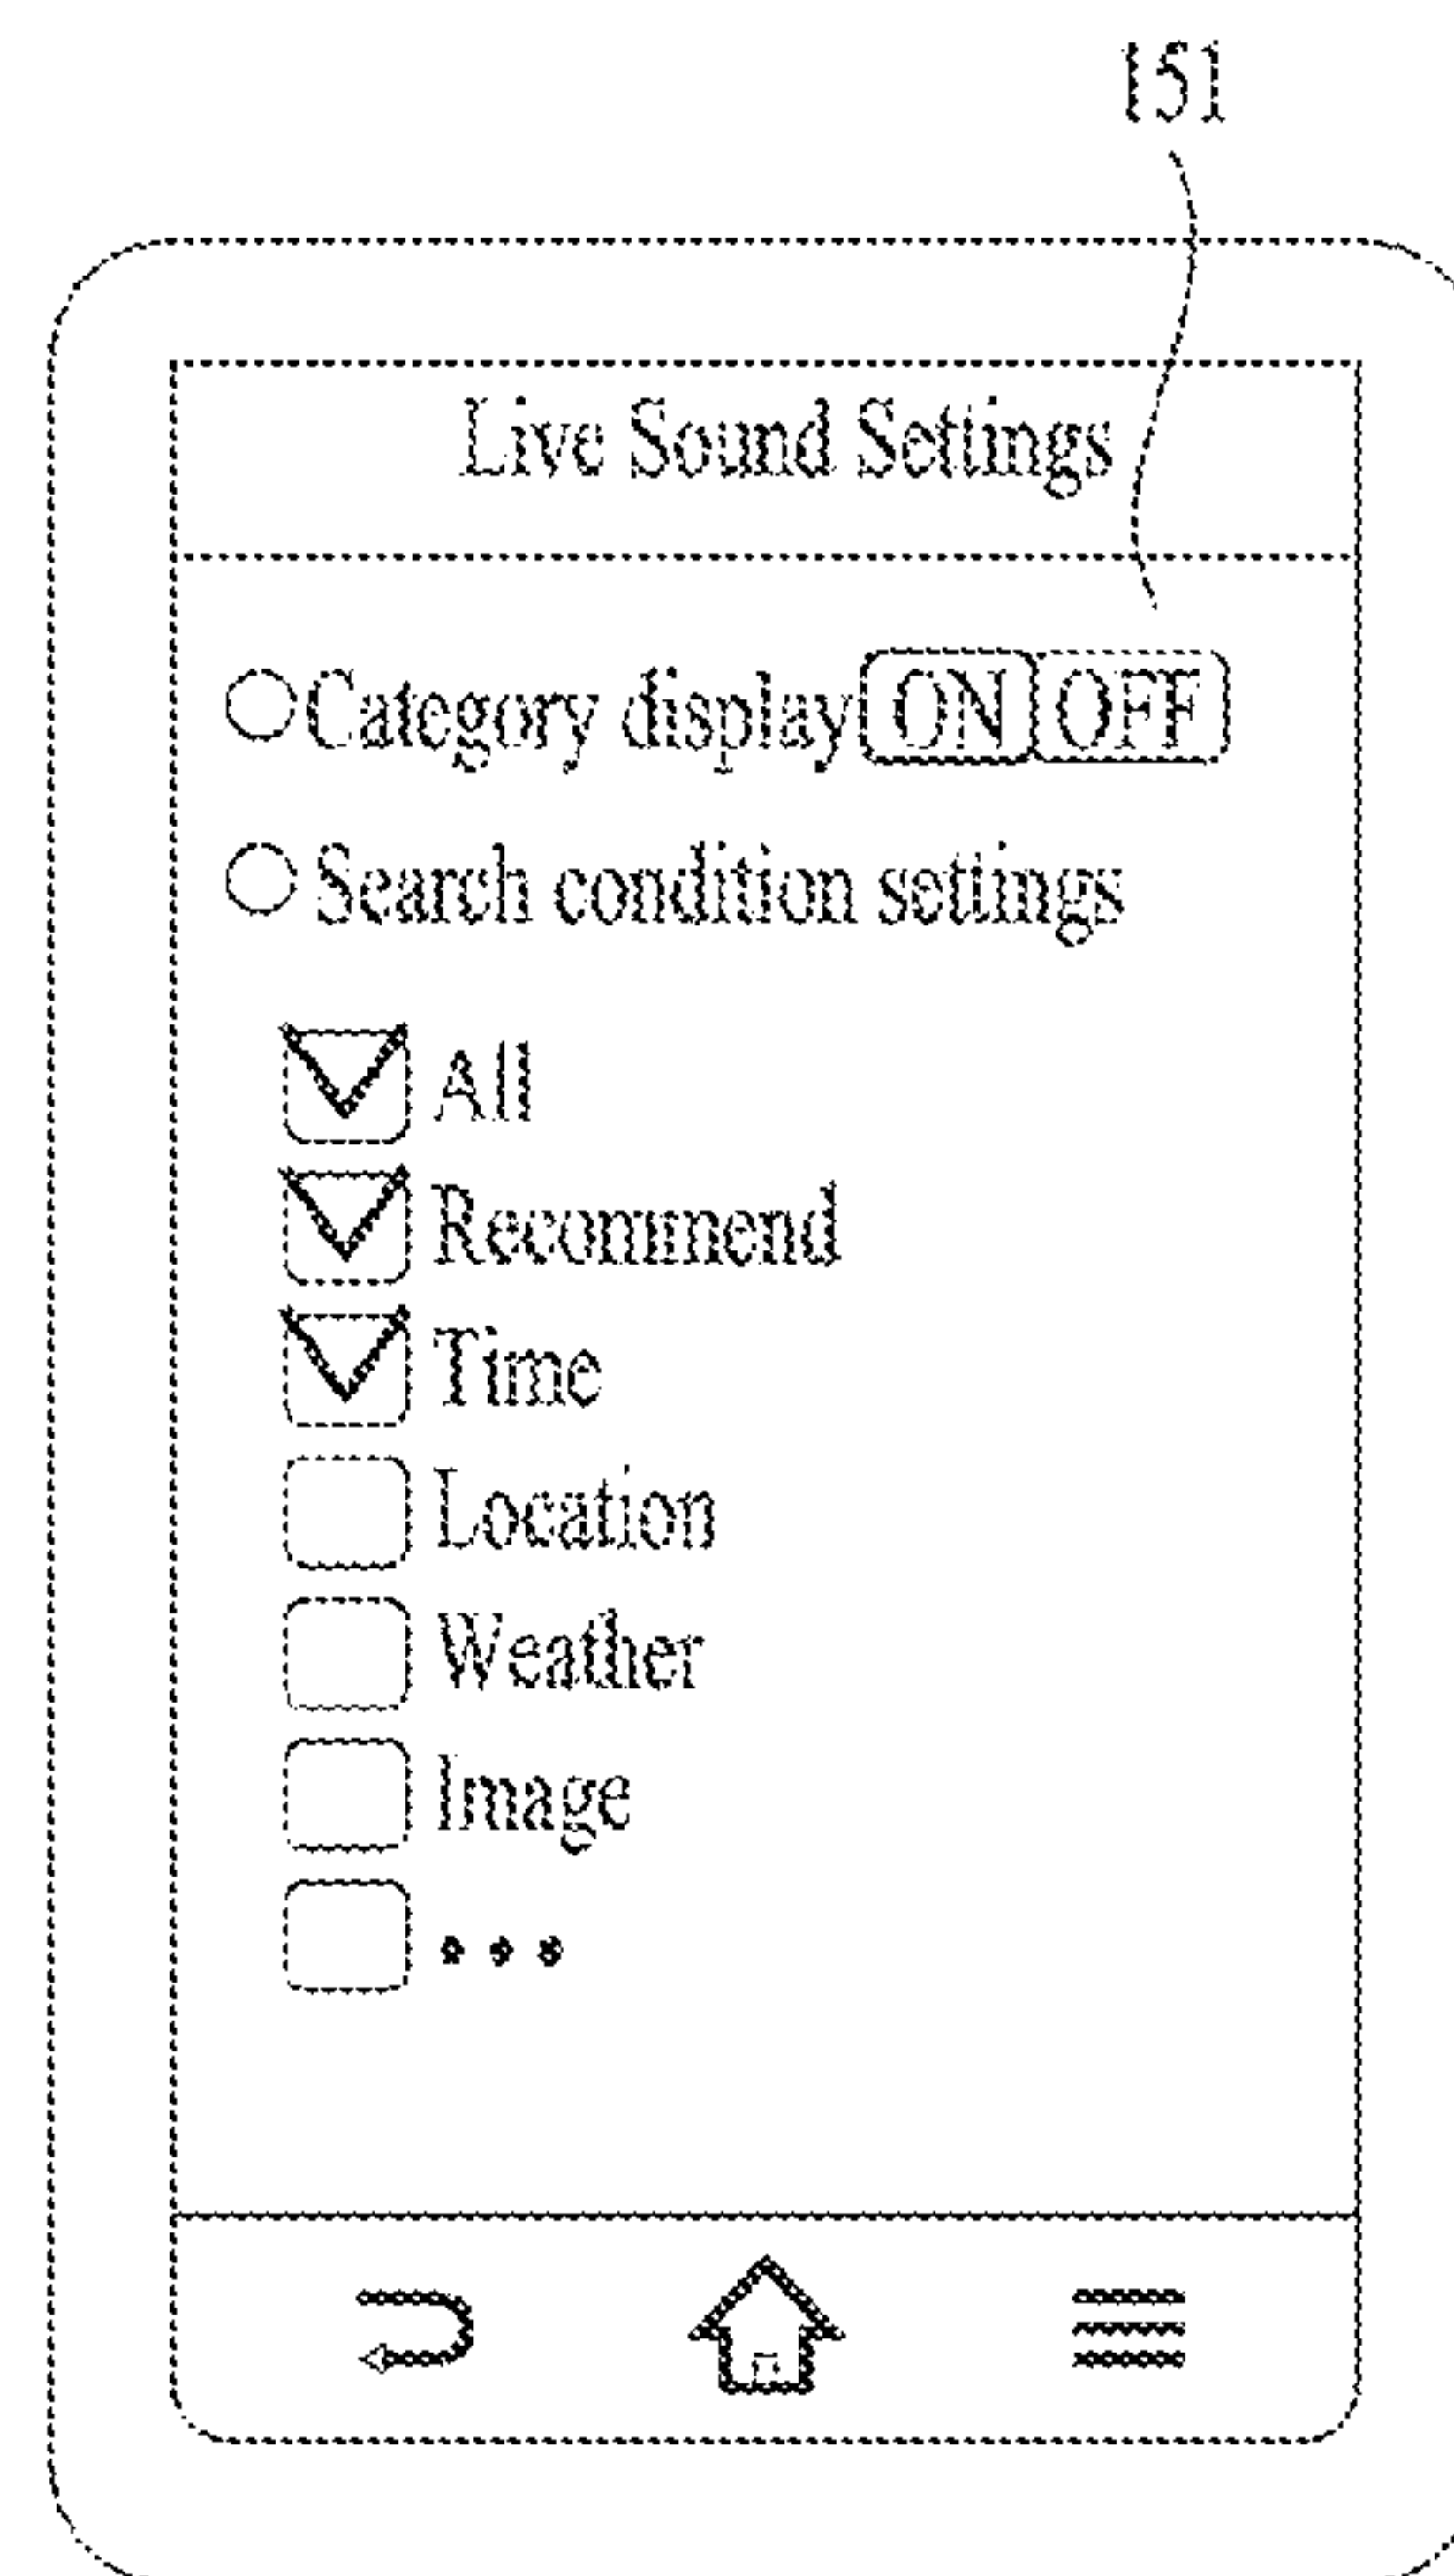 151
Live Sound Settings
Category display ON OFF
Search condition settings
All
Recommend
Time
Location
Weather
Image
...